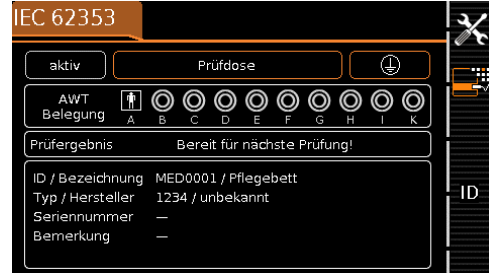 IEC 62353
aktiv Prüfdose
AWT
Belegung
A B C D E F G H I K
Prüfergebnis Bereit für nächste Prüfung!
ID / Bezeichnung MED0001 / Pflegebett
Typ / Hersteller 1234 / unbekannt
Seriennummer —
Bemerkung —
ID